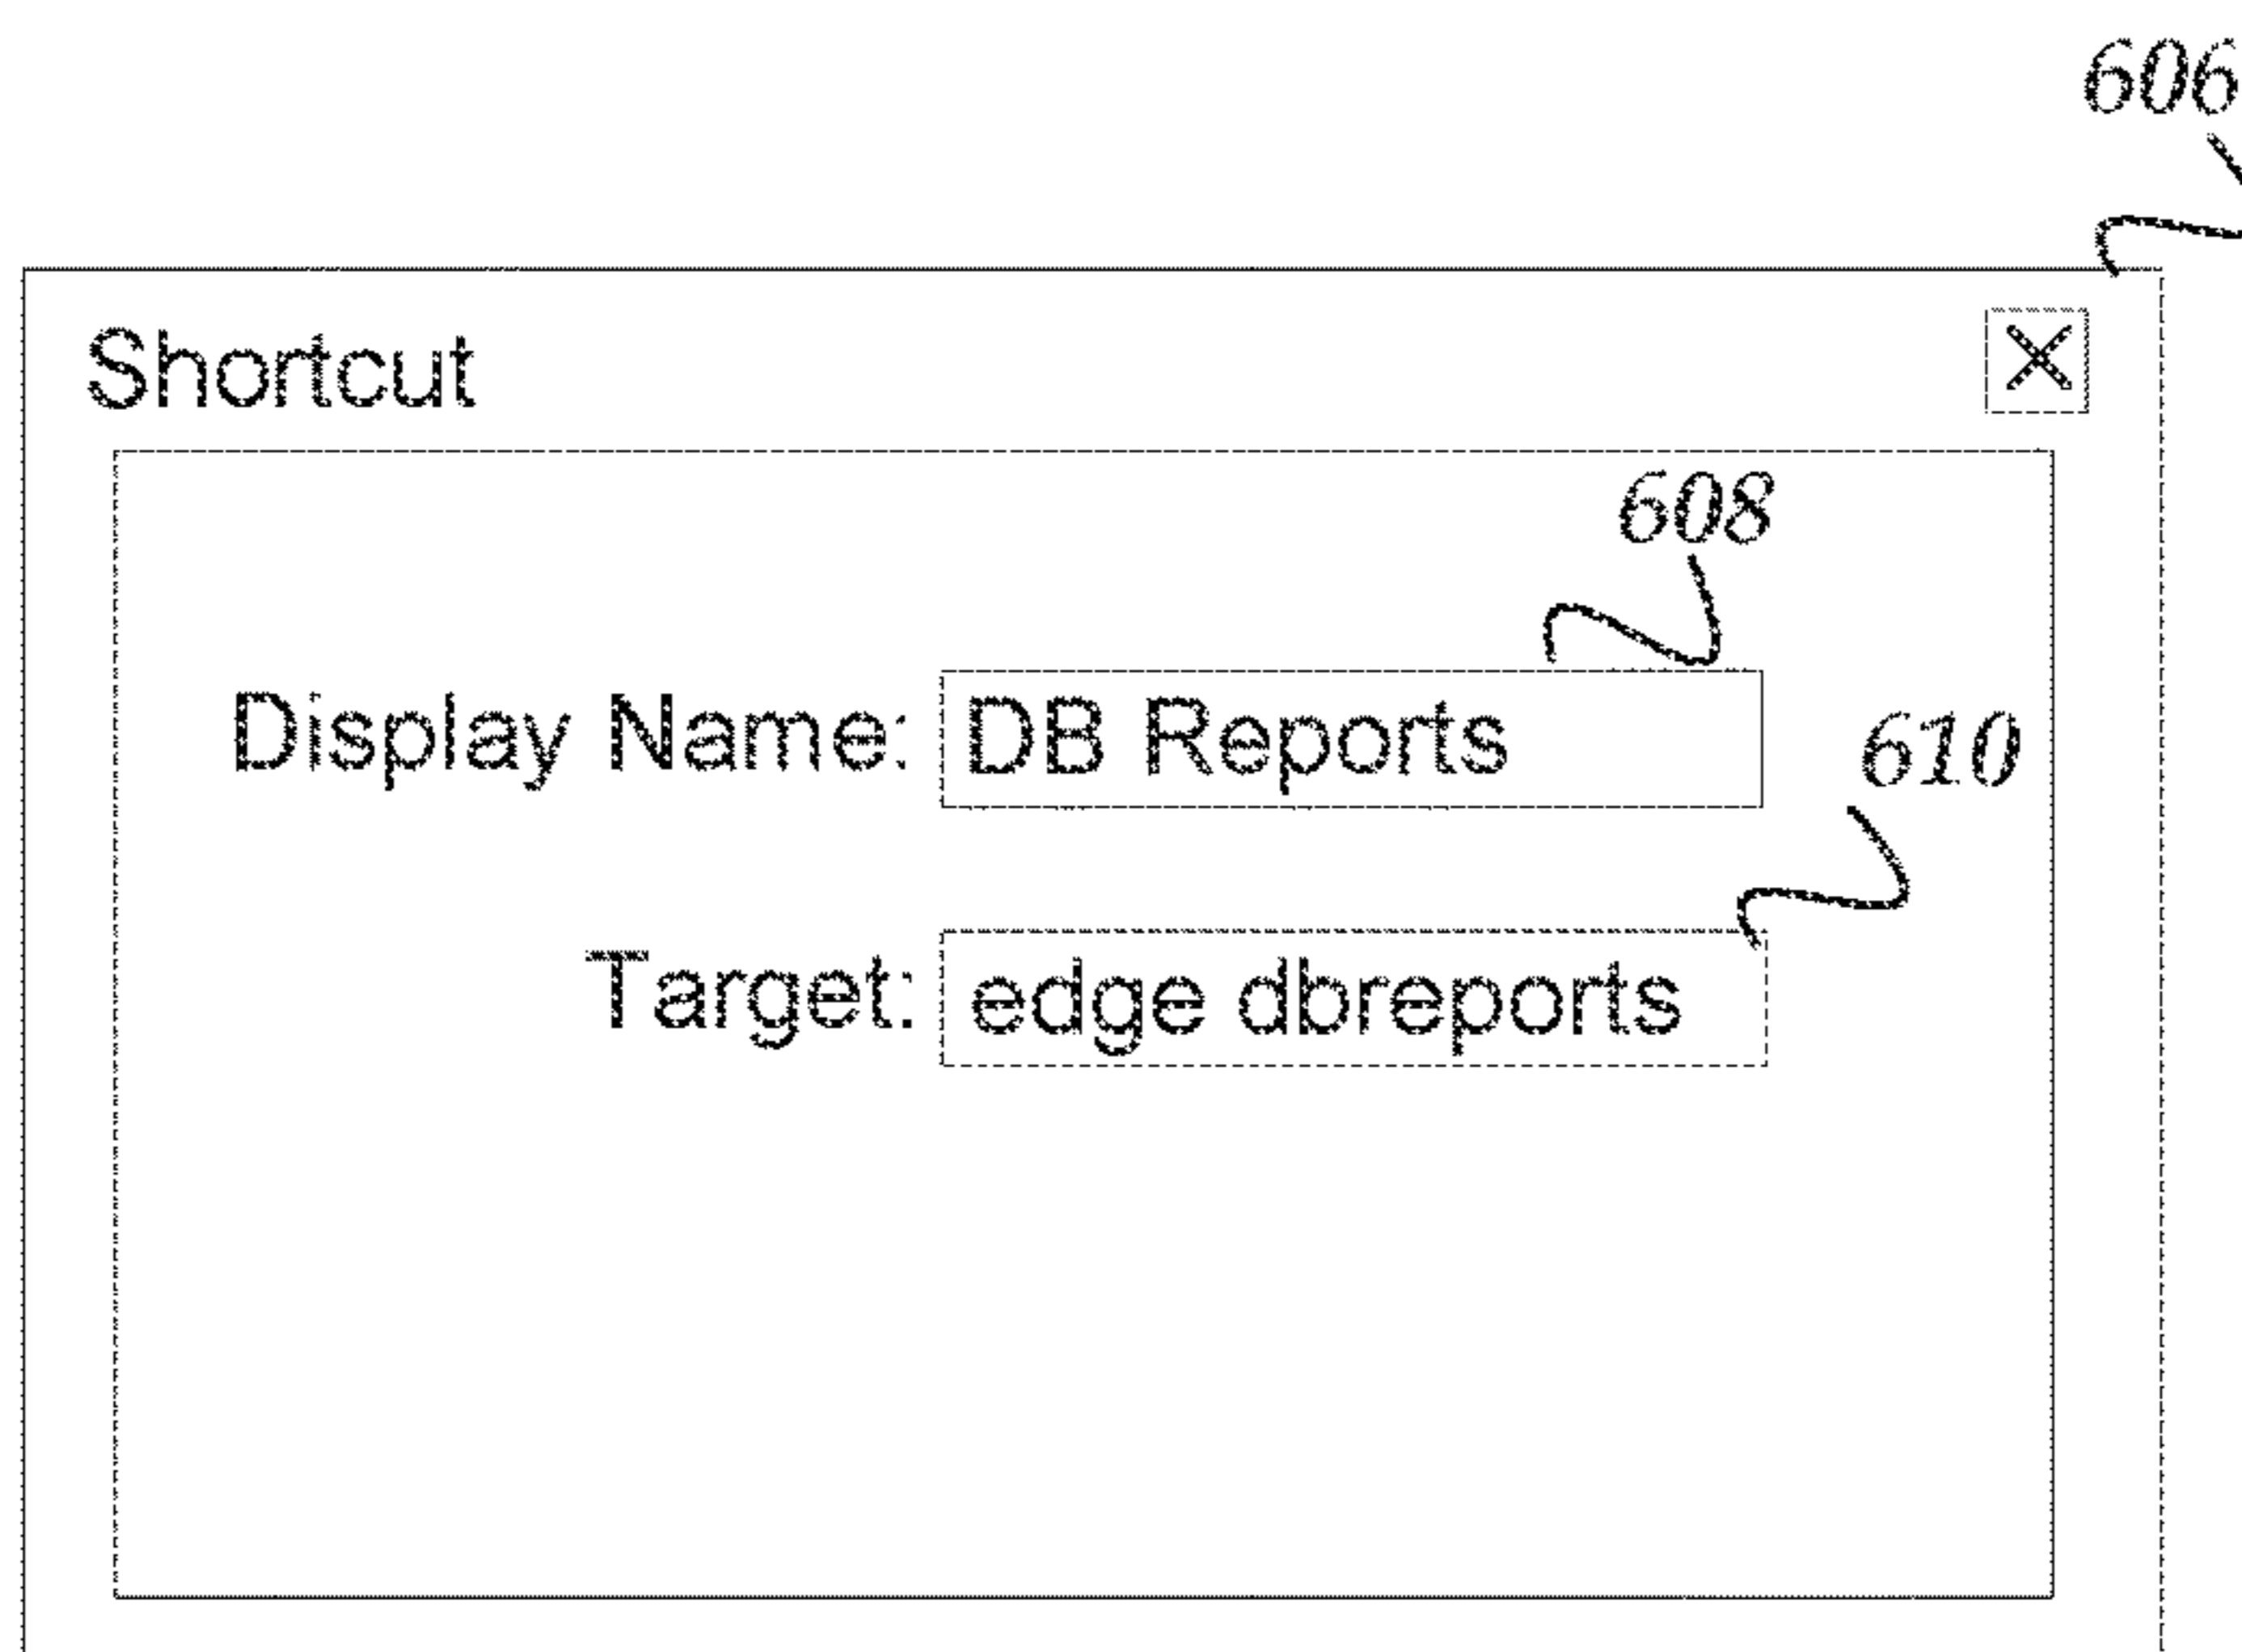 606
Shortcut X
608
Display Name: DB Reports
610
Target: edge dbreports